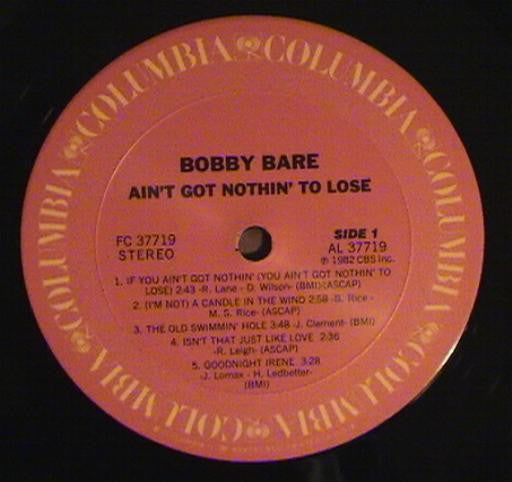 COLUMBIA COLUMBIA COLUMBIA COLUMBIA COLUMBIA COLUMBIA
BOBBY BARE
AIN'T GOT NOTHIN' TO LOSE
FC 37719
STEREO
SIDE 1
AL 37719
℗ 1982 CBS Inc.
1. IF YOU AIN'T GOT NOTHIN' (YOU AIN'T GOT NOTHIN' TO
LOSE) 2:43 -R. Lane - D. Wilson- (BMI)(ASCAP)
2. (I'M NOT) A CANDLE IN THE WIND 2:58 -B. Rice -
M. S. Rice- (ASCAP)
3. THE OLD SWIMMIN' HOLE 3:48 -J. Clement- (BMI)
4. ISN'T THAT JUST LIKE LOVE 2:36
-R. Leigh- (ASCAP)
5. GOODNIGHT IRENE 3:28
-J. Lomax - H. Ledbetter-
(BMI)